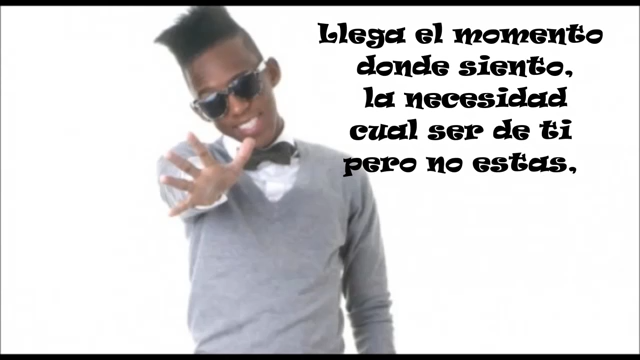 Llega el momento
donde siento,
la necesidad
cual ser de ti
pero no estas,